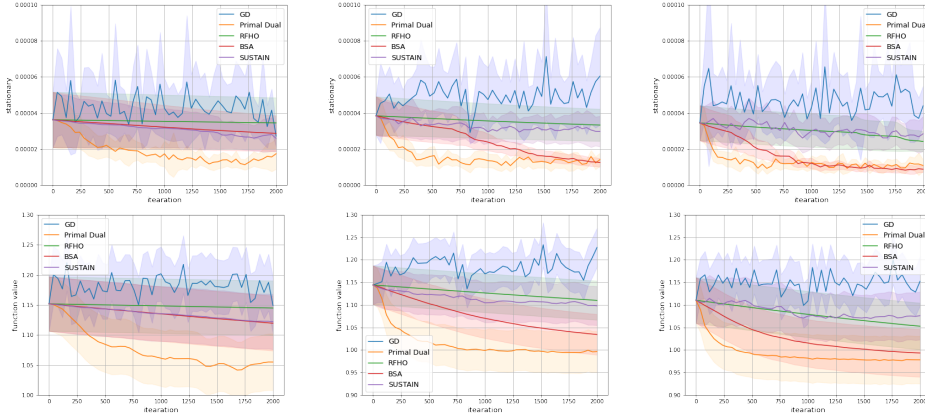 0.00010
0.00008
0.00006
0.00004
0.00002
0.00000
stationary
0 250 500 750 1000 1250 1500 1750 2000
itearation
GD
Primal Dual
RFHO
BSA
SUSTAIN
0.00010
0.00008
0.00006
0.00004
0.00002
0.00000
stationary
0 250 500 750 1000 1250 1500 1750 2000
itearation
GD
Primal Dual
RFHO
BSA
SUSTAIN
0.00010
0.00008
0.00006
0.00004
0.00002
0.00000
stationary
0 250 500 750 1000 1250 1500 1750 2000
itearation
GD
Primal Dual
RFHO
BSA
SUSTAIN
1.30
1.25
1.20
1.15
1.10
1.05
1.00
function value
0 250 500 750 1000 1250 1500 1750 2000
itearation
GD
Primal Dual
RFHO
BSA
SUSTAIN
1.30
1.25
1.20
1.15
1.10
1.05
1.00
0.95
0.90
function value
0 250 500 750 1000 1250 1500 1750 2000
itearation
GD
Primal Dual
RFHO
BSA
SUSTAIN
1.30
1.25
1.20
1.15
1.10
1.05
1.00
0.95
0.90
function value
0 250 500 750 1000 1250 1500 1750 2000
itearation
GD
Primal Dual
RFHO
BSA
SUSTAIN